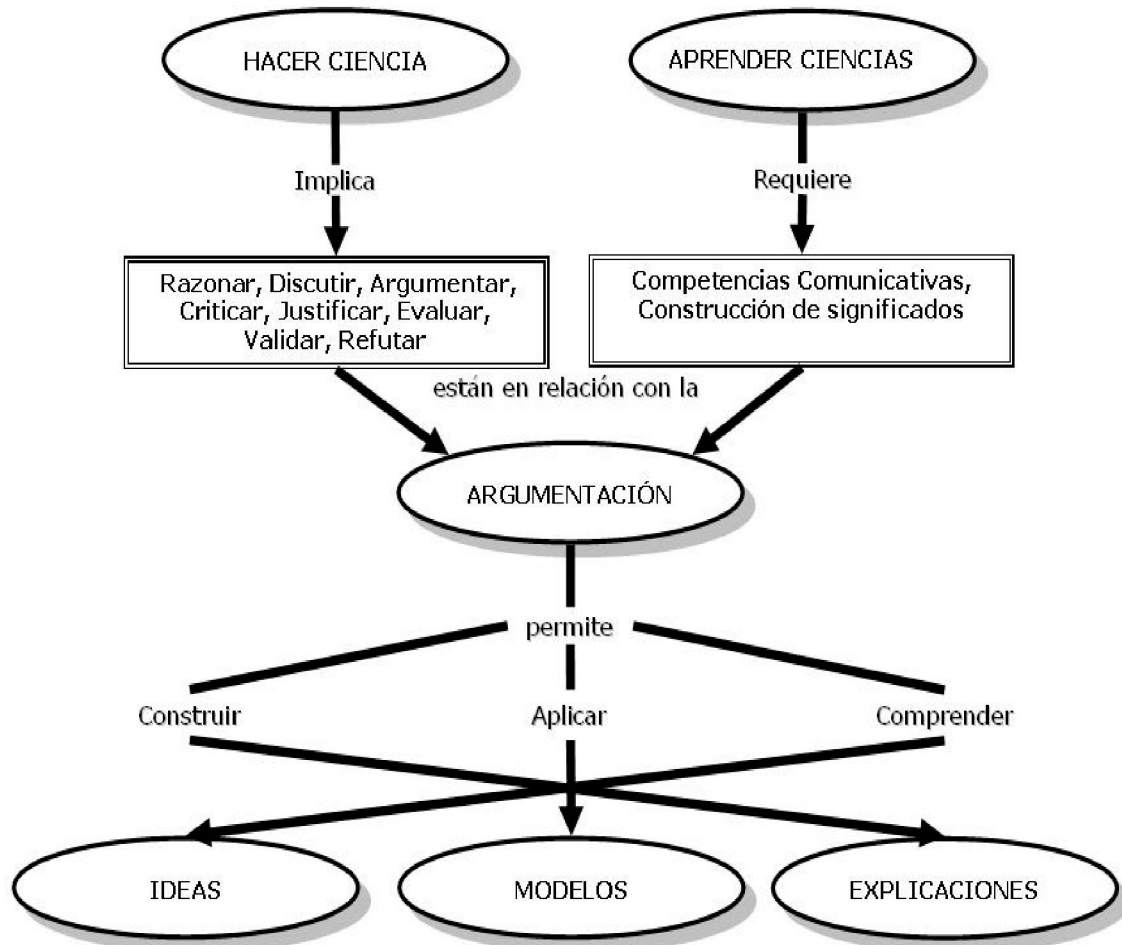 HACER CIENCIA
APRENDER CIENCIAS
Implica
Requiere
Razonar, Discutir, Argumentar,
Criticar, Justificar, Evaluar,
Validar, Refutar
Competencias Comunicativas,
Construcción de significados
están en relación con la
ARGUMENTACIÓN
permite
Construir
Aplicar
Comprender
IDEAS
MODELOS
EXPLICACIONES